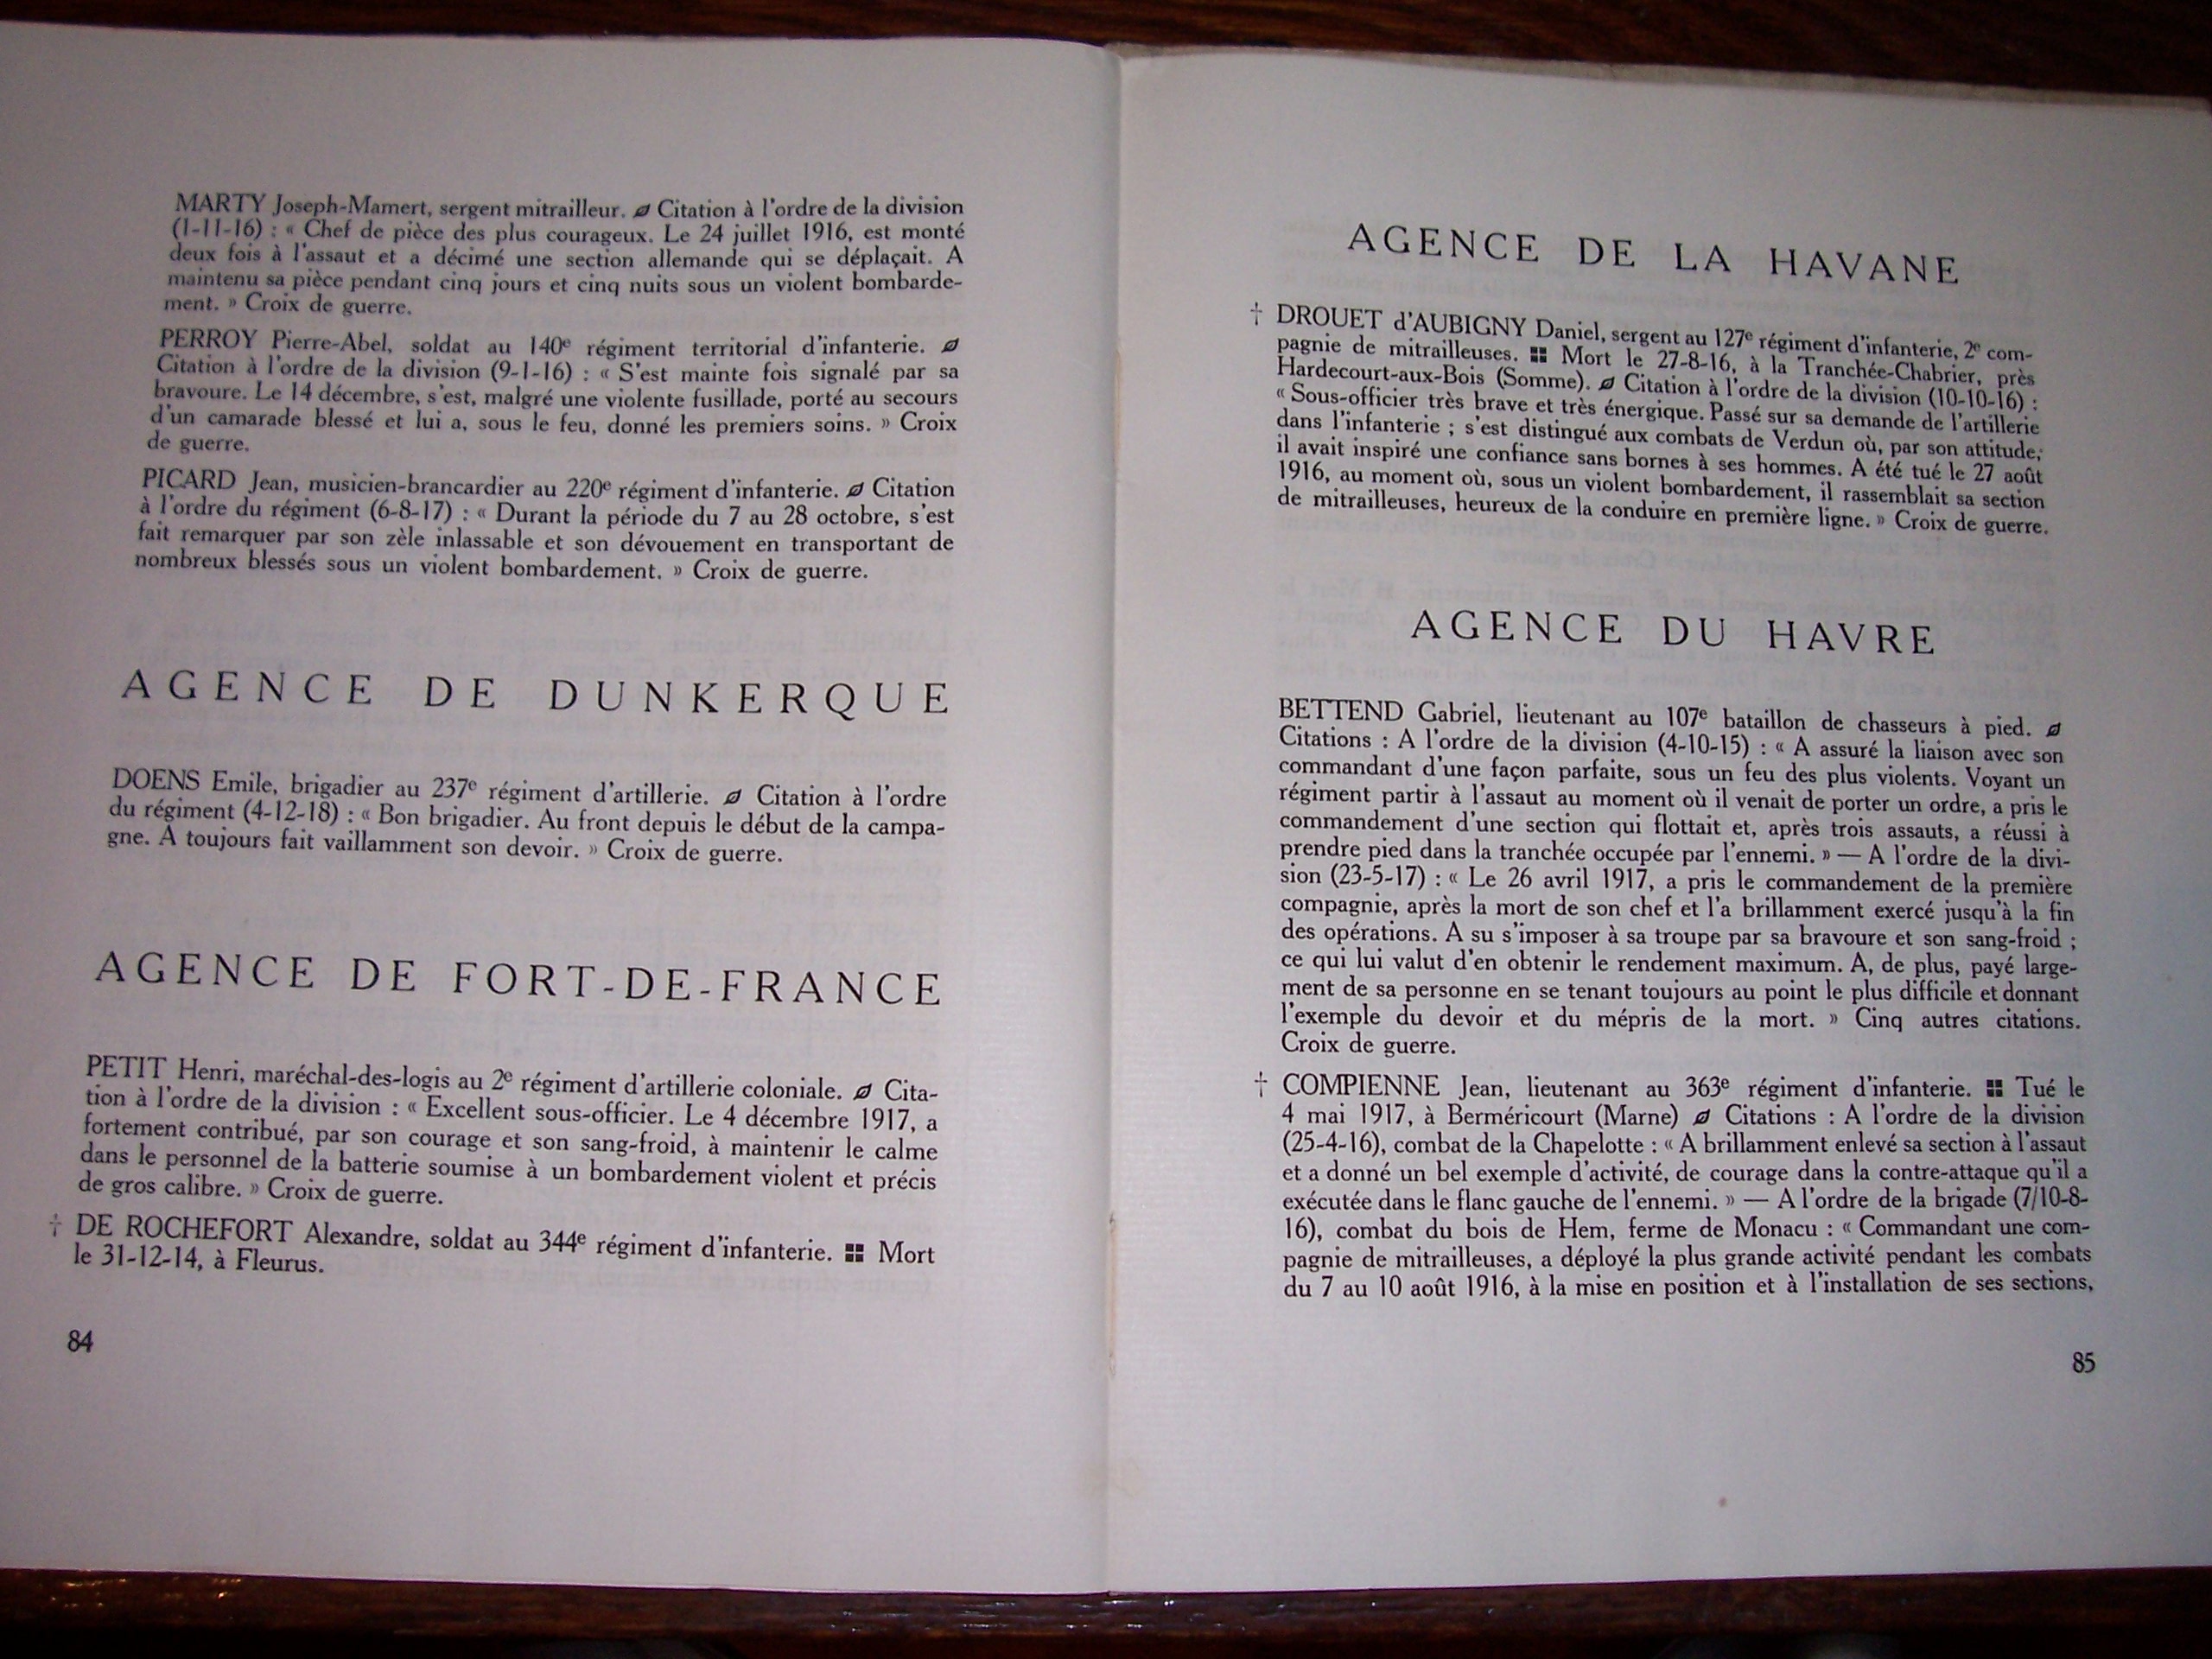 MARTY Joseph-Mamert, sergent mitrailleur. Citation à l'ordre de la division
(1-11-16) : « Chef de pièce des plus courageux. Le 24 juillet 1916, est monté
deux fois à l'assaut et a décimé une section allemande qui se déplaçait. A
maintenu sa pièce pendant cinq jours et cinq nuits sous un violent bombarde-
ment. » Croix de guerre.
PERROY Pierre-Abel, soldat au 140e régiment territorial d'infanterie.
Citation à l'ordre de la division (9-1-16) : « S'est mainte fois signalé par sa
bravoure. Le 14 décembre, s'est, malgré une violente fusillade, porté au secours
d'un camarade blessé et lui a, sous le feu, donné les premiers soins. » Croix
de guerre.
PICARD Jean, musicien-brancardier au 220e régiment d'infanterie. Citation
à l'ordre du régiment (6-8-17) : « Durant la période du 7 au 28 octobre, s'est
fait remarquer par son zèle inlassable et son dévouement en transportant de
nombreux blessés sous un violent bombardement. » Croix de guerre.
AGENCE DE DUNKERQUE
DOENS Emile, brigadier au 237e régiment d'artillerie. Citation à l'ordre
du régiment (4-12-18) : « Bon brigadier. Au front depuis le début de la campa-
gne. A toujours fait vaillamment son devoir. » Croix de guerre.
AGENCE DE FORT-DE-FRANCE
PETIT Henri, maréchal-des-logis au 2e régiment d'artillerie coloniale. Cita-
tion à l'ordre de la division : « Excellent sous-officier. Le 4 décembre 1917, a
fortement contribué, par son courage et son sang-froid, à maintenir le calme
dans le personnel de la batterie soumise à un bombardement violent et précis
de gros calibre. » Croix de guerre.
† DE ROCHEFORT Alexandre, soldat au 344e régiment d'infanterie. Mort
le 31-12-14, à Fleurus.
84
AGENCE DE LA HAVANE
† DROUET d'AUBIGNY Daniel, sergent au 127e régiment d'infanterie, 2e com-
pagnie de mitrailleuses. Mort le 27-8-16, à la Tranchée-Chabrier, près
Hardecourt-aux-Bois (Somme). Citation à l'ordre de la division (10-10-16) :
« Sous-officier très brave et très énergique. Passé sur sa demande de l'artillerie
dans l'infanterie ; s'est distingué aux combats de Verdun où, par son attitude,
il avait inspiré une confiance sans bornes à ses hommes. A été tué le 27 août
1916, au moment où, sous un violent bombardement, il rassemblait sa section
de mitrailleuses, heureux de la conduire en première ligne. » Croix de guerre.
AGENCE DU HAVRE
BETTEND Gabriel, lieutenant au 107e bataillon de chasseurs à pied.
Citations : A l'ordre de la division (4-10-15) : « A assuré la liaison avec son
commandant d'une façon parfaite, sous un feu des plus violents. Voyant un
régiment partir à l'assaut au moment où il venait de porter un ordre, a pris le
commandement d'une section qui flottait et, après trois assauts, a réussi à
prendre pied dans la tranchée occupée par l'ennemi. » — A l'ordre de la divi-
sion (23-5-17) : « Le 26 avril 1917, a pris le commandement de la première
compagnie, après la mort de son chef et l'a brillamment exercé jusqu'à la fin
des opérations. A su s'imposer à sa troupe par sa bravoure et son sang-froid ;
ce qui lui valut d'en obtenir le rendement maximum. A, de plus, payé large-
ment de sa personne en se tenant toujours au point le plus difficile et donnant
l'exemple du devoir et du mépris de la mort. » Cinq autres citations.
Croix de guerre.
† COMPIENNE Jean, lieutenant au 363e régiment d'infanterie. Tué le
4 mai 1917, à Berméricourt (Marne) Citations : A l'ordre de la division
(25-4-16), combat de la Chapelotte : « A brillamment enlevé sa section à l'assaut
et a donné un bel exemple d'activité, de courage dans la contre-attaque qu'il a
exécutée dans le flanc gauche de l'ennemi. » — A l'ordre de la brigade (7/10-8-
16), combat du bois de Hem, ferme de Monacu : « Commandant une com-
pagnie de mitrailleuses, a déployé la plus grande activité pendant les combats
du 7 au 10 août 1916, à la mise en position et à l'installation de ses sections,
85